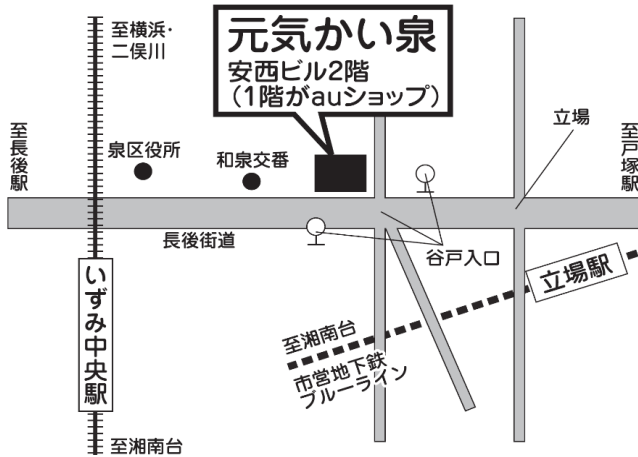 至横浜・
二俣川
元気かい泉
安西ビル2階
（1階がauショップ）
至長後駅
泉区役所
和泉交番
立場
至戸塚駅
長後街道
谷戸入口
いずみ中央駅
立場駅
至湘南台
市営地下鉄
ブルーライン
至湘南台